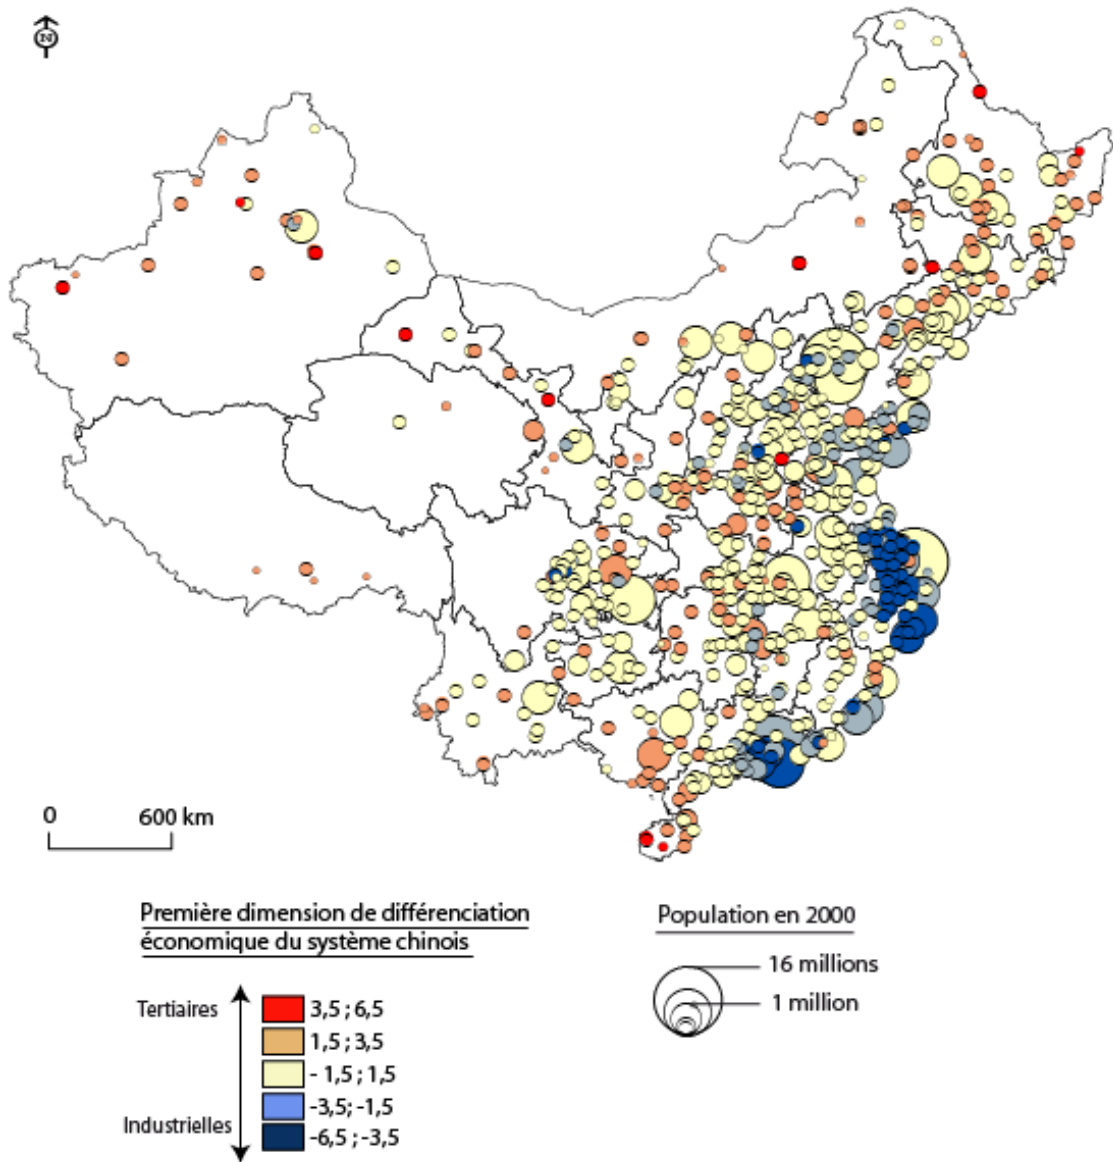 N
0 600 km
Première dimension de différenciation
économique du système chinois
Population en 2000
16 millions
1 million
Tertiaires
3,5 ; 6,5
1,5 ; 3,5
- 1,5 ; 1,5
-3,5; -1,5
Industrielles
-6,5 ; -3,5